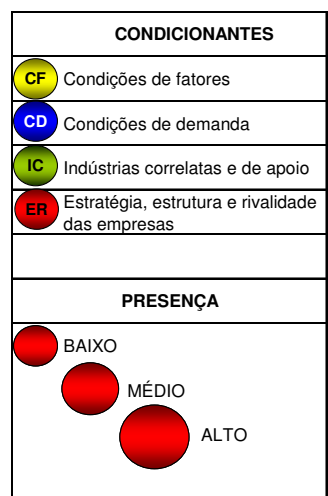 CONDICIONANTES
CF Condições de fatores
CD Condições de demanda
IC Indústrias correlatas e de apoio
ER Estratégia, estrutura e rivalidade
das empresas
PRESENÇA
BAIXO
MÉDIO
ALTO